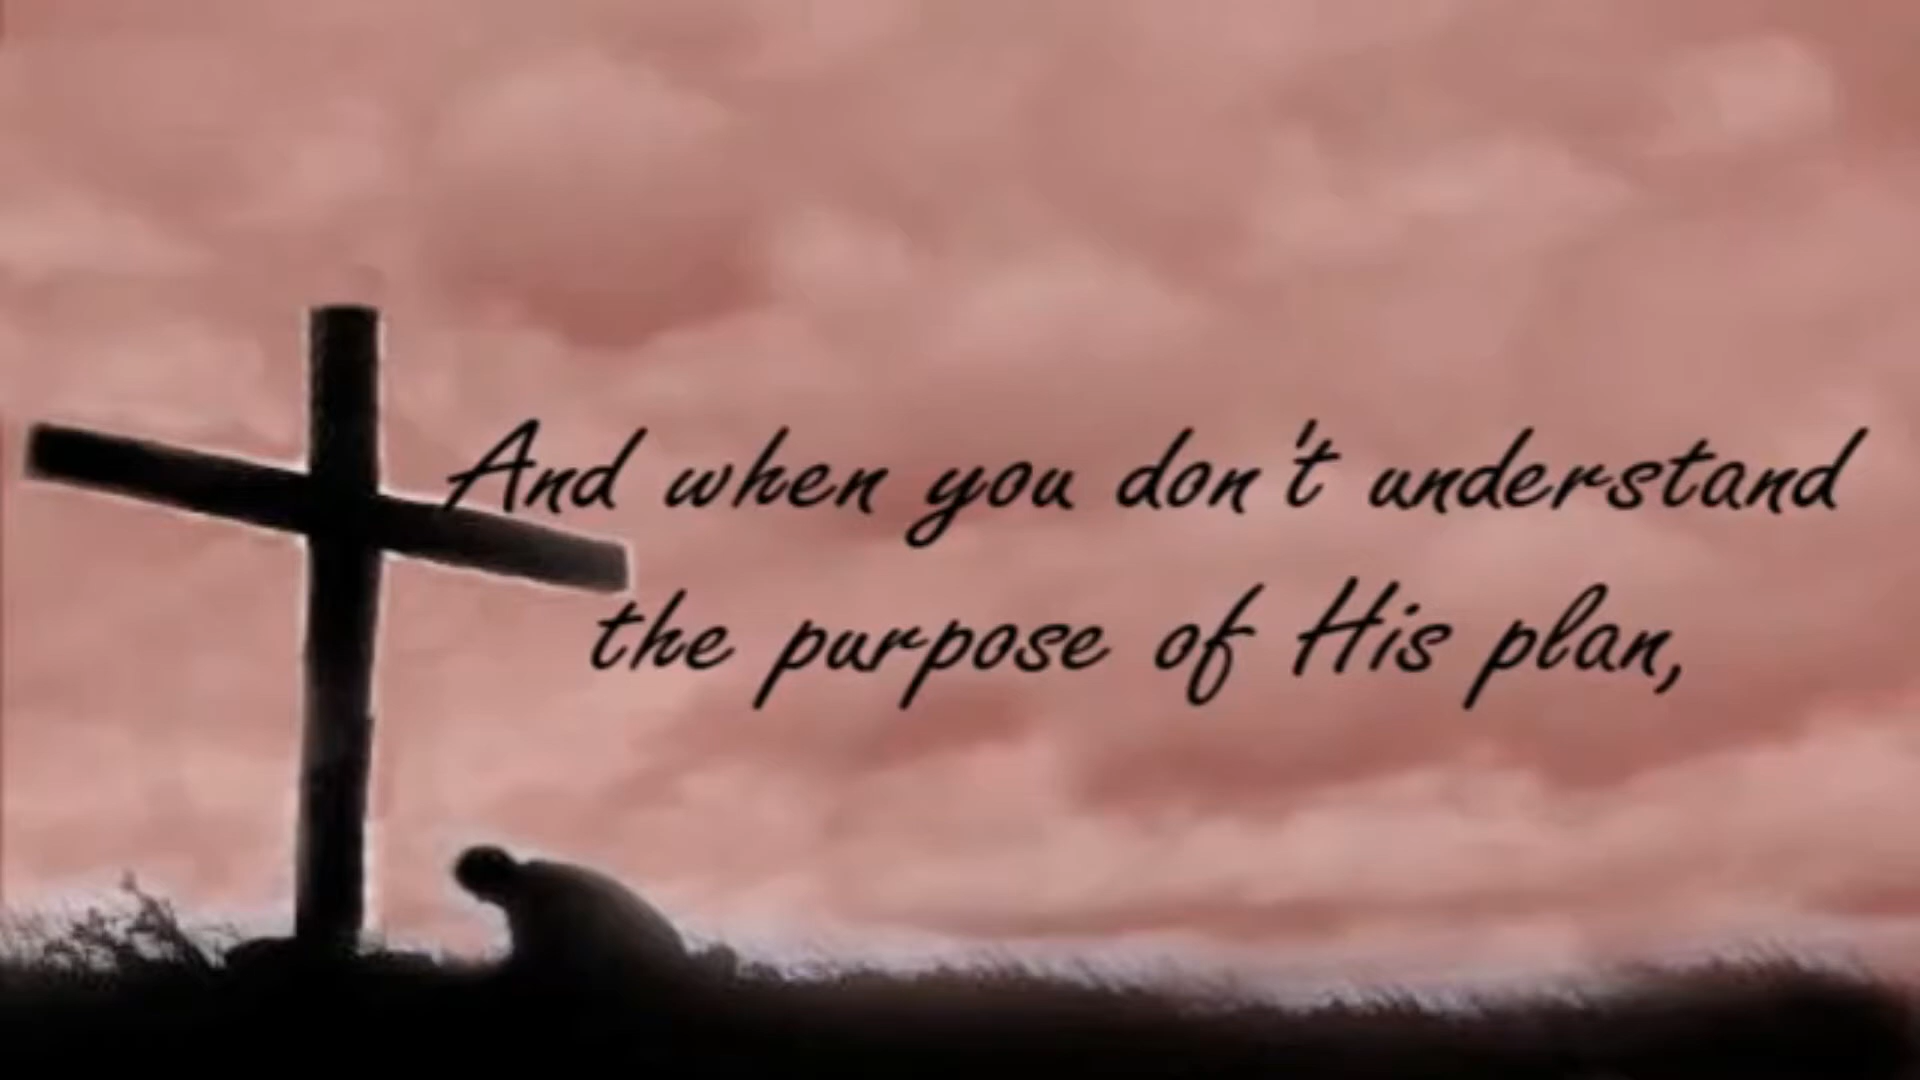 And when you don't understand
the purpose of His plan,